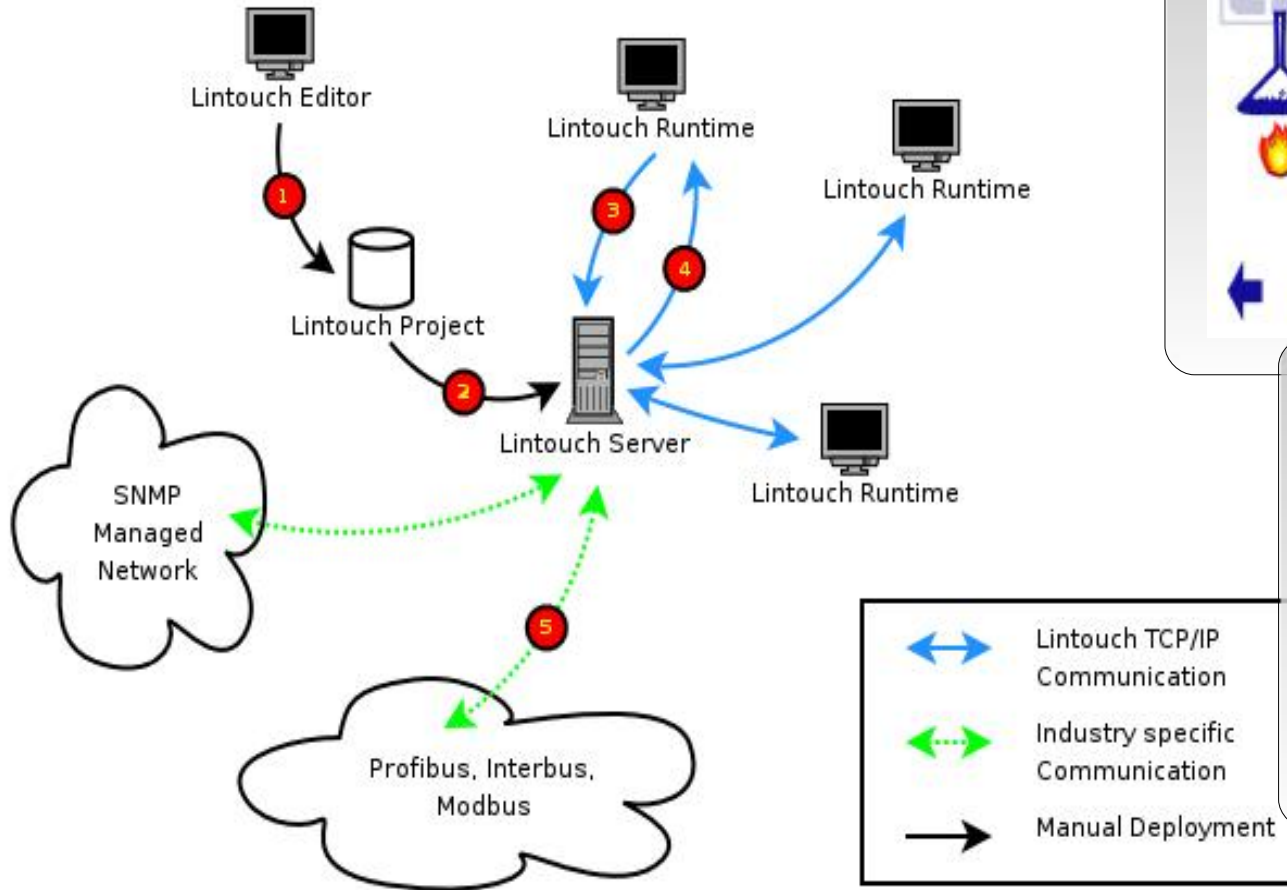 Lintouch Editor
Lintouch Runtime
Lintouch Runtime
1
3
4
Lintouch Project
2
Lintouch Server
Lintouch Runtime
SNMP
Managed
Network
5
Profibus, Interbus,
Modbus
Lintouch TCP/IP
Communication
Industry specific
Communication
Manual Deployment